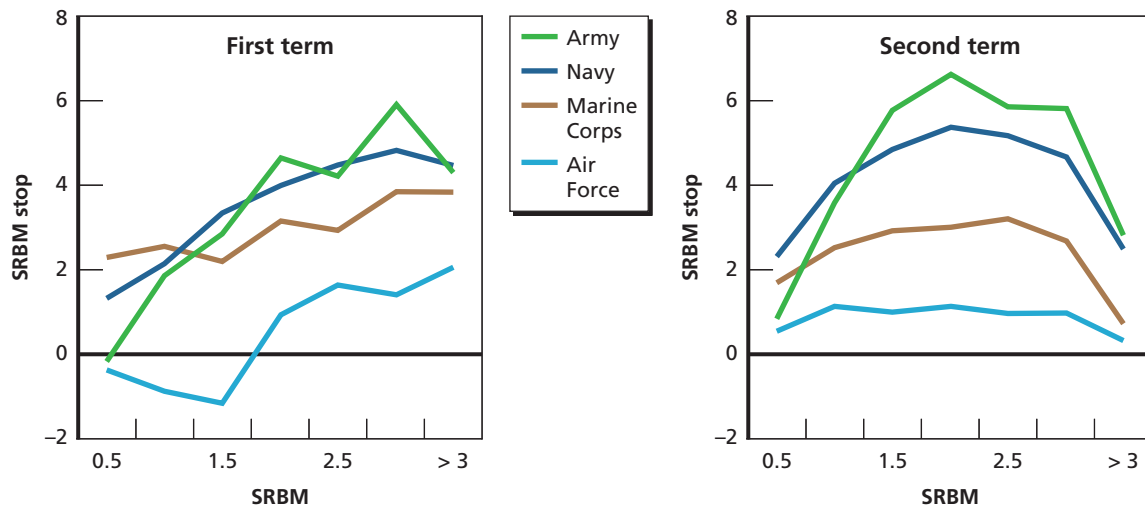 First term
8
6
4
2
0
–2
SRBM stop
0.5
1.5
2.5
> 3
SRBM
Army
Navy
Marine
Corps
Air
Force
Second term
8
6
4
2
0
–2
SRBM stop
0.5
1.5
2.5
> 3
SRBM